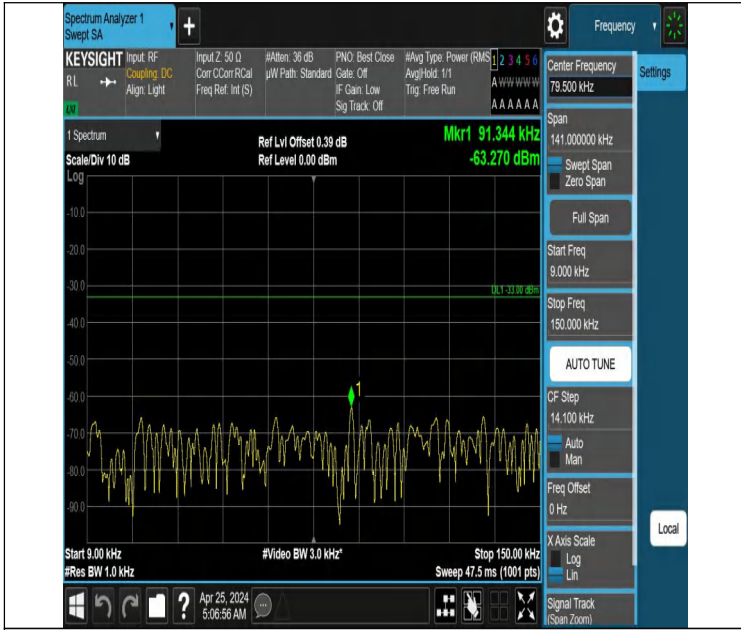 Spectrum Analyzer 1
Swept SA
+
Frequency
KEYSIGHT
RL
Input: RF
Coupling: DC
Align: Light
Input Z: 50 Ω
Corr CCorr RCal
Freq Ref: Int (S)
#Atten: 36 dB
µW Path: Standard
PNO: Best Close
Gate: Off
IF Gain: Low
Sig Track: Off
#Avg Type: Power (RMS
Avg|Hold: 1/1
Trig: Free Run
1 2 3 4 5 6
A W W W W W
A A A A A A
1 Spectrum
Scale/Div 10 dB
Log
Ref Lvl Offset 0.39 dB
Ref Level 0.00 dBm
Mkr1 91.344 kHz
-63.270 dBm
-10.0
-20.0
-30.0
DL1 -33.00 dBm
-40.0
-50.0
-60.0
1
-70.0
-80.0
-90.0
Start 9.00 kHz
#Res BW 1.0 kHz
#Video BW 3.0 kHz*
Stop 150.00 kHz
Sweep 47.5 ms (1001 pts)
Center Frequency
79.500 kHz
Settings
Span
141.000000 kHz
Swept Span
Zero Span
Full Span
Start Freq
9.000 kHz
Stop Freq
150.000 kHz
AUTO TUNE
CF Step
14.100 kHz
Auto
Man
Freq Offset
0 Hz
X Axis Scale
Log
Lin
Local
Signal Track
(Span Zoom)
?
Apr 25, 2024
5:06:56 AM